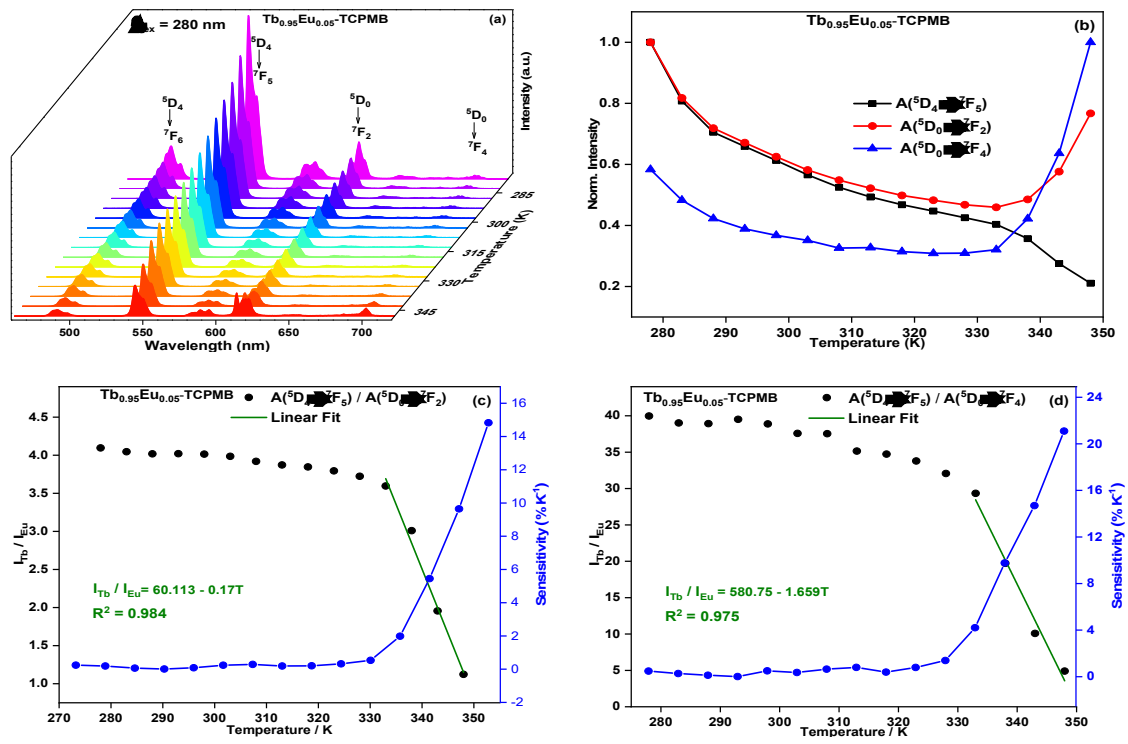 Tb0.95Eu0.05-TCPMB (a)
ex = 280 nm
5D4
7F5
5D4
7F6
5D0
7F2
5D0
7F4
Intensity (a.u.)
285
300
315
330
345
Temperature (K)
500 550 600 650 700
Wavelength (nm)
Tb0.95Eu0.05-TCPMB
(b)
1.0
0.8
0.6
0.4
0.2
Norm. Intensity
A(5D4 7F5)
A(5D0 7F2)
A(5D0 7F4)
280 290 300 310 320 330 340 350
Temperature (K)
Tb0.95Eu0.05-TCPMB A(5D4 7F5) / A(5D0 7F2) (c)
Linear Fit
4.5
4.0
3.5
3.0
2.5
2.0
1.5
1.0
ITb / IEu
ITb / IEu = 60.113 - 0.17T
R2 = 0.984
16
14
12
10
8
6
4
2
0
-2
Sensisitivity (% K-1)
270 280 290 300 310 320 330 340 350
Temperature / K
Tb0.95Eu0.05-TCPMB A(5D4 7F5) / A(5D0 7F4) (d)
Linear Fit
40
35
30
25
20
15
10
5
0
ITb / IEu
ITb / IEu = 580.75 - 1.659T
R2 = 0.975
24
20
16
12
8
4
0
Sensisitivity (% K-1)
280 290 300 310 320 330 340 350
Temperature / K